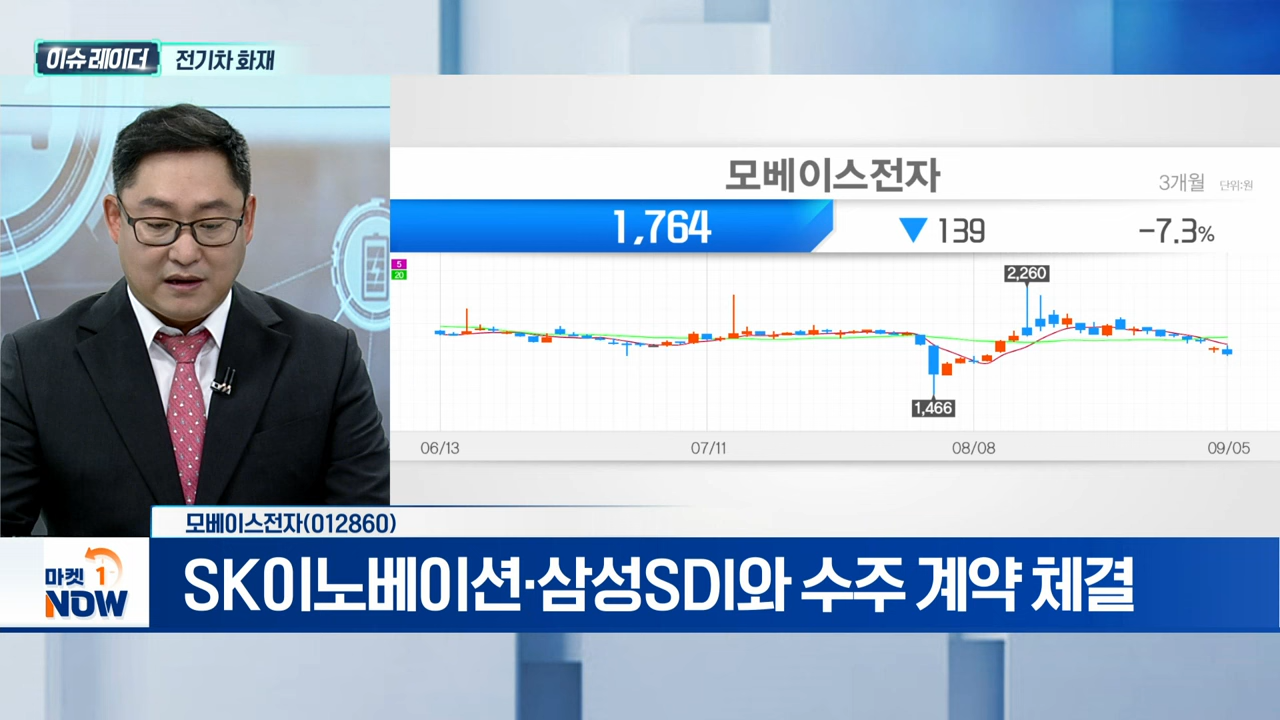 이슈 레이더 전기차 화재
모베이스전자
3개월 단위:원
1,764 ▼ 139 -7.3%
5
20
2,260
1,466
06/13 07/11 08/08 09/05
모베이스전자(012860)
마켓 1
NOW
SK이노베이션·삼성SDI와 수주 계약 체결